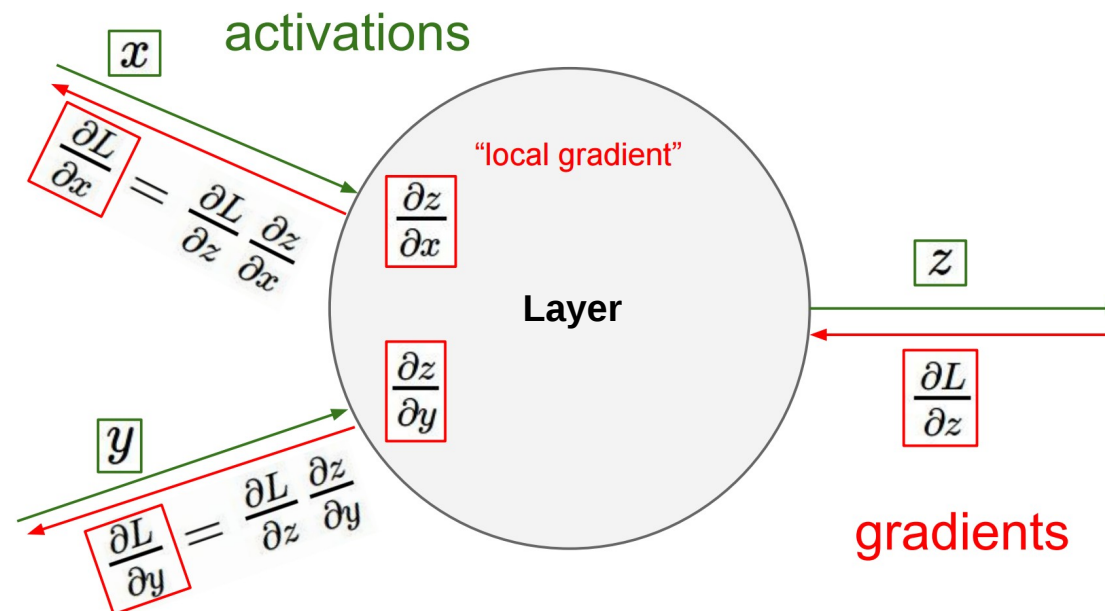 activations
x
∂L/∂x = ∂L/∂z ∂z/∂x
"local gradient"
∂z/∂x
Layer
z
∂L/∂z
∂z/∂y
y
∂L/∂y = ∂L/∂z ∂z/∂y
gradients